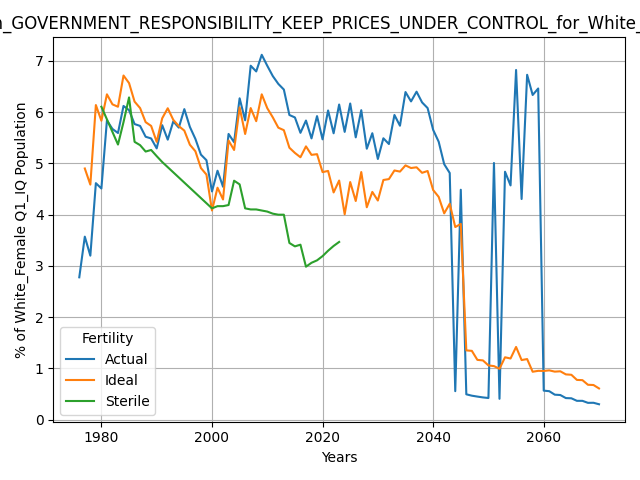 _GOVERNMENT_RESPONSIBILITY_KEEP_PRICES_UNDER_CONTROL_for_White_
7
6
5
4
3
2
1
0
% of White_Female Q1_IQ Population
Fertility
Actual
Ideal
Sterile
1980
2000
2020
2040
2060
Years